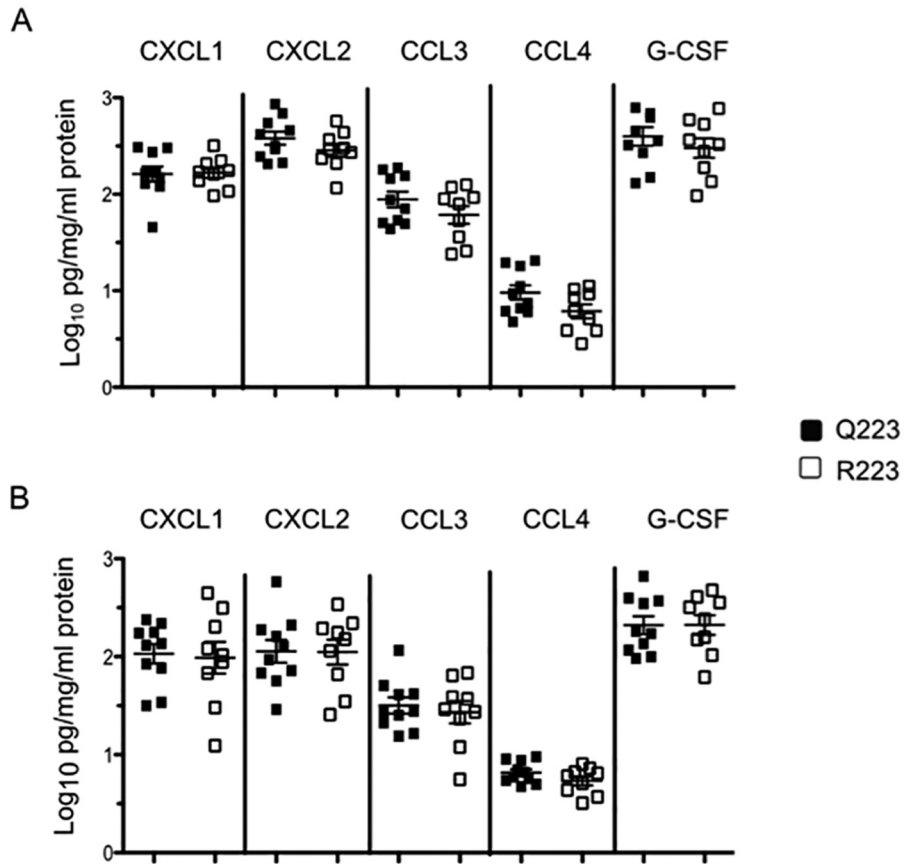 A
CXCL1 CXCL2 CCL3 CCL4 G-CSF
Log₁₀ pg/mg/ml protein
3
2
1
0
Q223
R223
B
CXCL1 CXCL2 CCL3 CCL4 G-CSF
Log10 pg/mg/ml protein
3
2
1
0